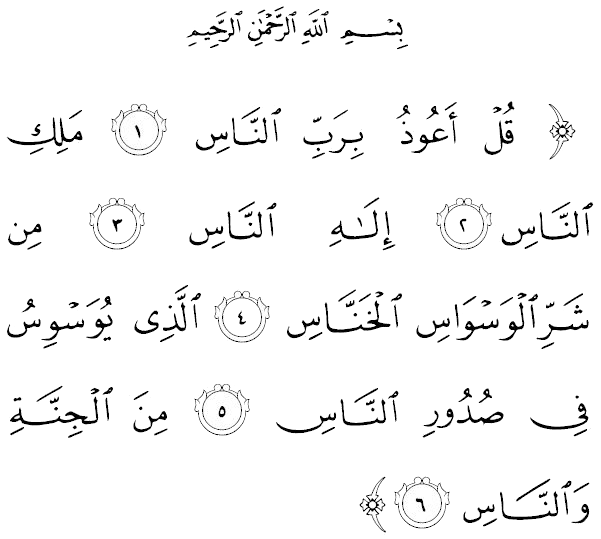 بِسۡمِ ٱللَّهِ ٱلرَّحۡمَٰنِ ٱلرَّحِيمِ
﴿ قُلۡ أَعُوذُ بِرَبِّ ٱلنَّاسِ ١ مَلِكِ
ٱلنَّاسِ ٢ إِلَٰهِ ٱلنَّاسِ ٣ مِن
شَرِّ ٱلۡوَسۡوَاسِ ٱلۡخَنَّاسِ ٤ ٱلَّذِى يُوَسۡوِسُ
فِى صُدُورِ ٱلنَّاسِ ٥ مِنَ ٱلۡجِنَّةِ
وَٱلنَّاسِ ٦ ﴾